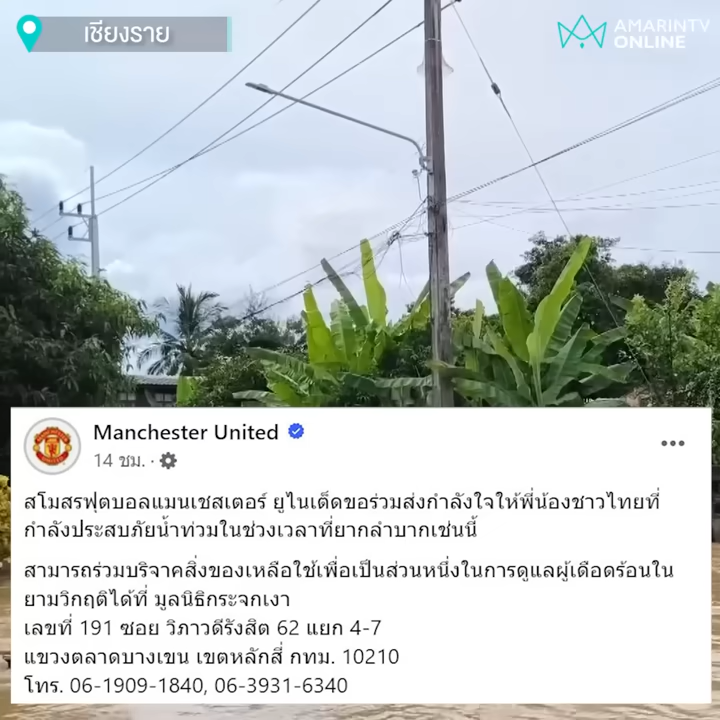 เชียงราย
AMARINTV
ONLINE
Manchester United
14 ชม. ·
สโมสรฟุตบอลแมนเชสเตอร์ ยูไนเต็ดขอร่วมส่งกำลังใจให้พี่น้องชาวไทยที่
กำลังประสบภัยน้ำท่วมในช่วงเวลาที่ยากลำบากเช่นนี้
สามารถร่วมบริจาคสิ่งของเหลือใช้เพื่อเป็นส่วนหนึ่งในการดูแลผู้เดือดร้อนใน
ยามวิกฤติได้ที่ มูลนิธิกระจกเงา
เลขที่ 191 ซอย วิภาวดีรังสิต 62 แยก 4-7
แขวงตลาดบางเขน เขตหลักสี่ กทม. 10210
โทร. 06-1909-1840, 06-3931-6340